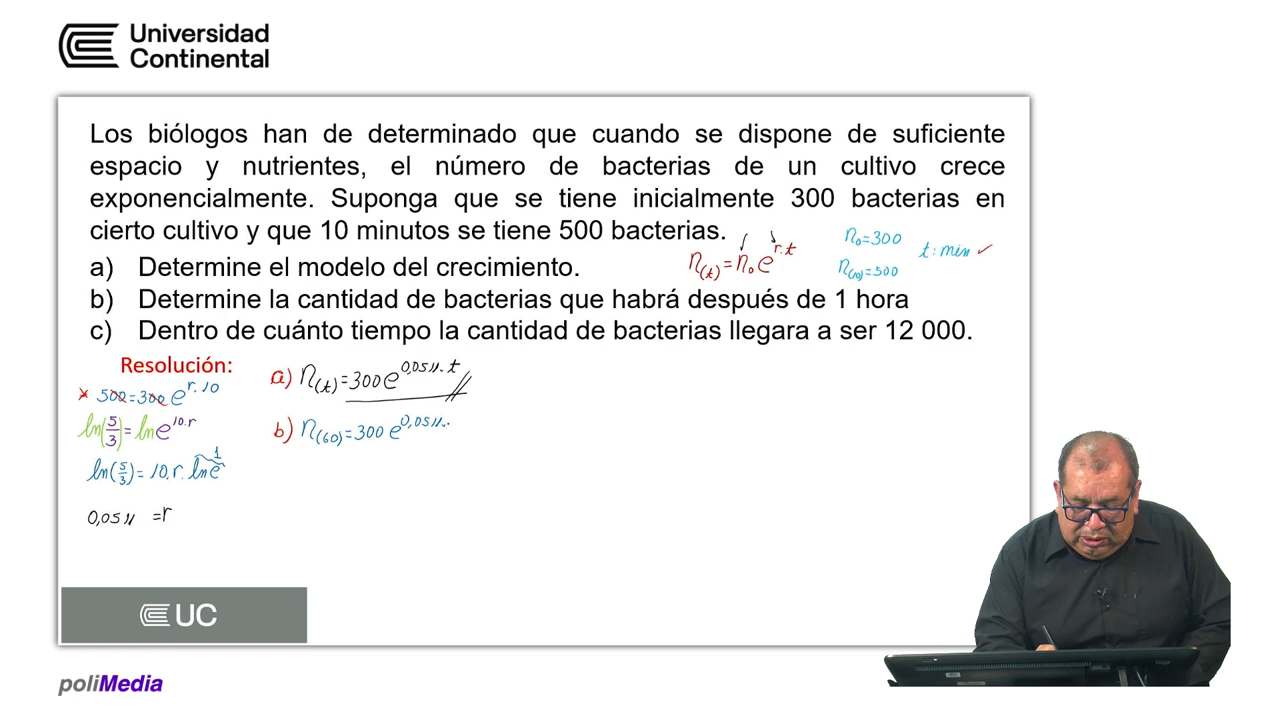 Universidad
Continental
Los biólogos han de determinado que cuando se dispone de suficiente
espacio y nutrientes, el número de bacterias de un cultivo crece
exponencialmente. Suponga que se tiene inicialmente 300 bacterias en
cierto cultivo y que 10 minutos se tiene 500 bacterias.
n(t)=n₀e^r.t
n₀=300
n(10)=500
t: min ✓
a) Determine el modelo del crecimiento.
b) Determine la cantidad de bacterias que habrá después de 1 hora
c) Dentro de cuánto tiempo la cantidad de bacterias llegara a ser 12 000.
Resolución:
* 500=300e^r.10
ln(5/3)=ln e^10.r
ln(5/3)=10.r.ln e 1
0,0511 =r
a) n(t)=300e^0,0511.t
b) n(60)=300e^0,0511.
UC
poliMedia